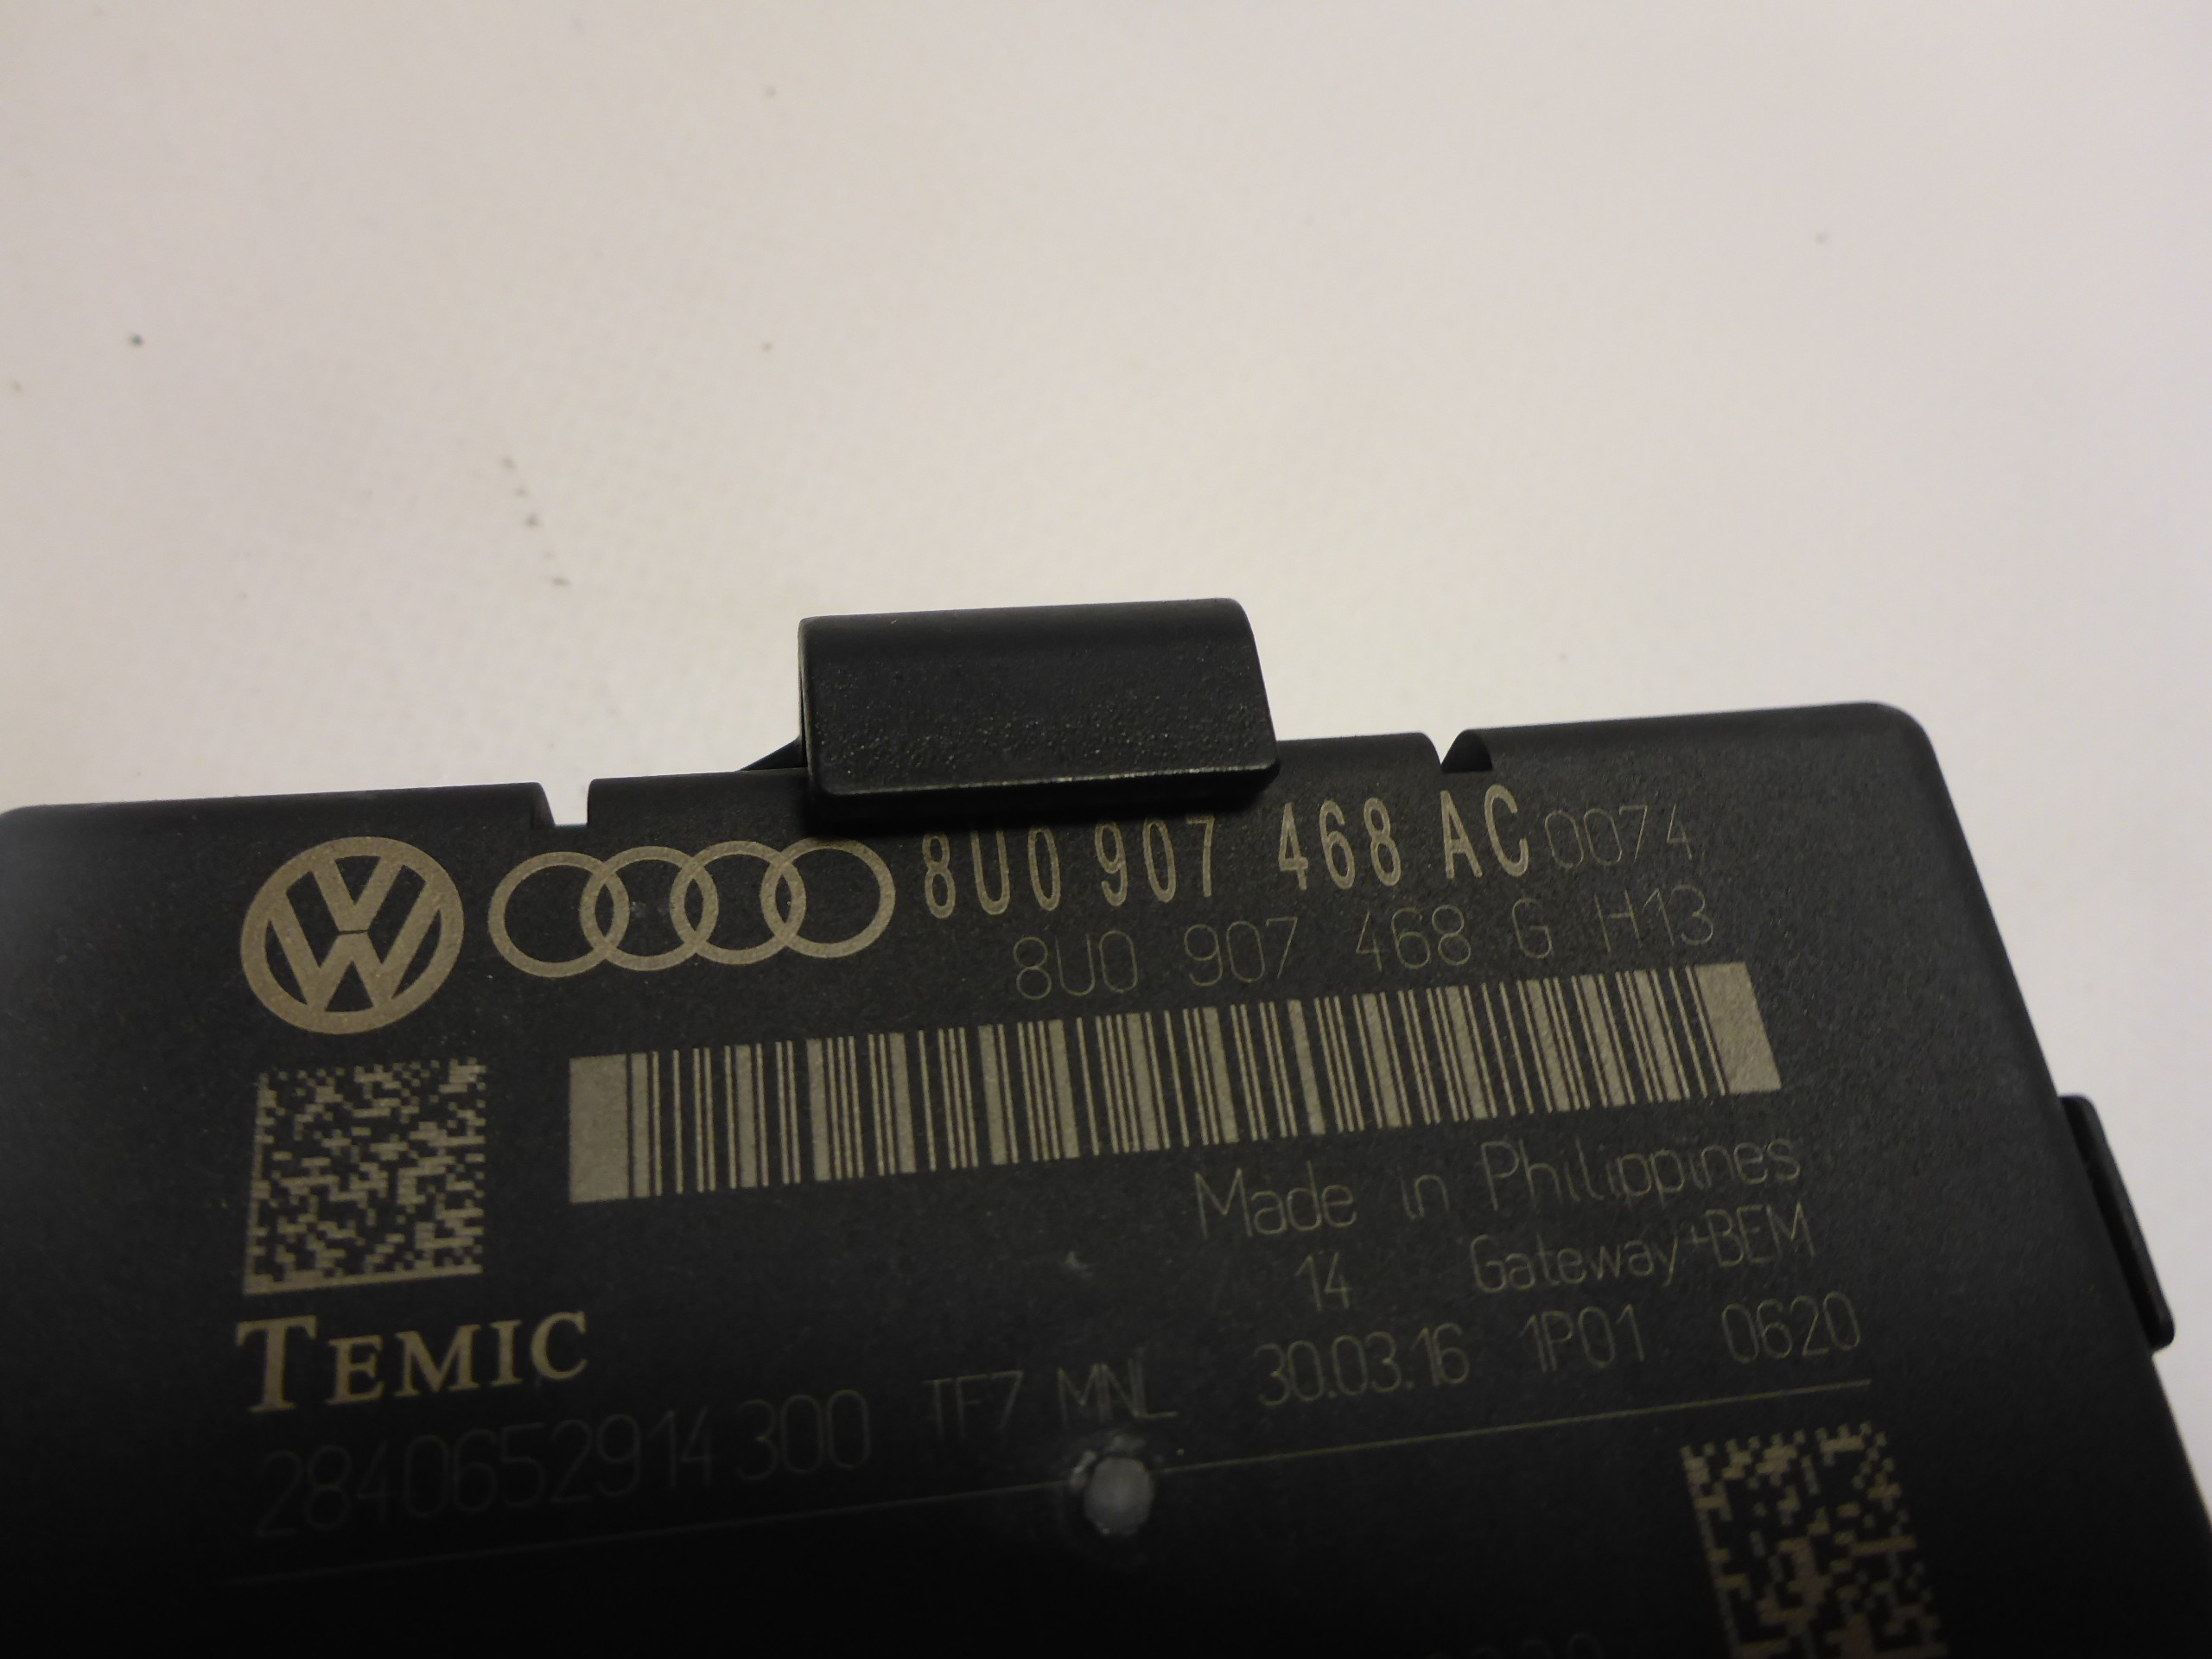 8U0 907 468 AC 0074
8U0 907 468 G H13
Made in Philippines
14 Gateway+BEM
TEMIC
2840652914300 TF7 MNL 30.03.16 1P01 0620